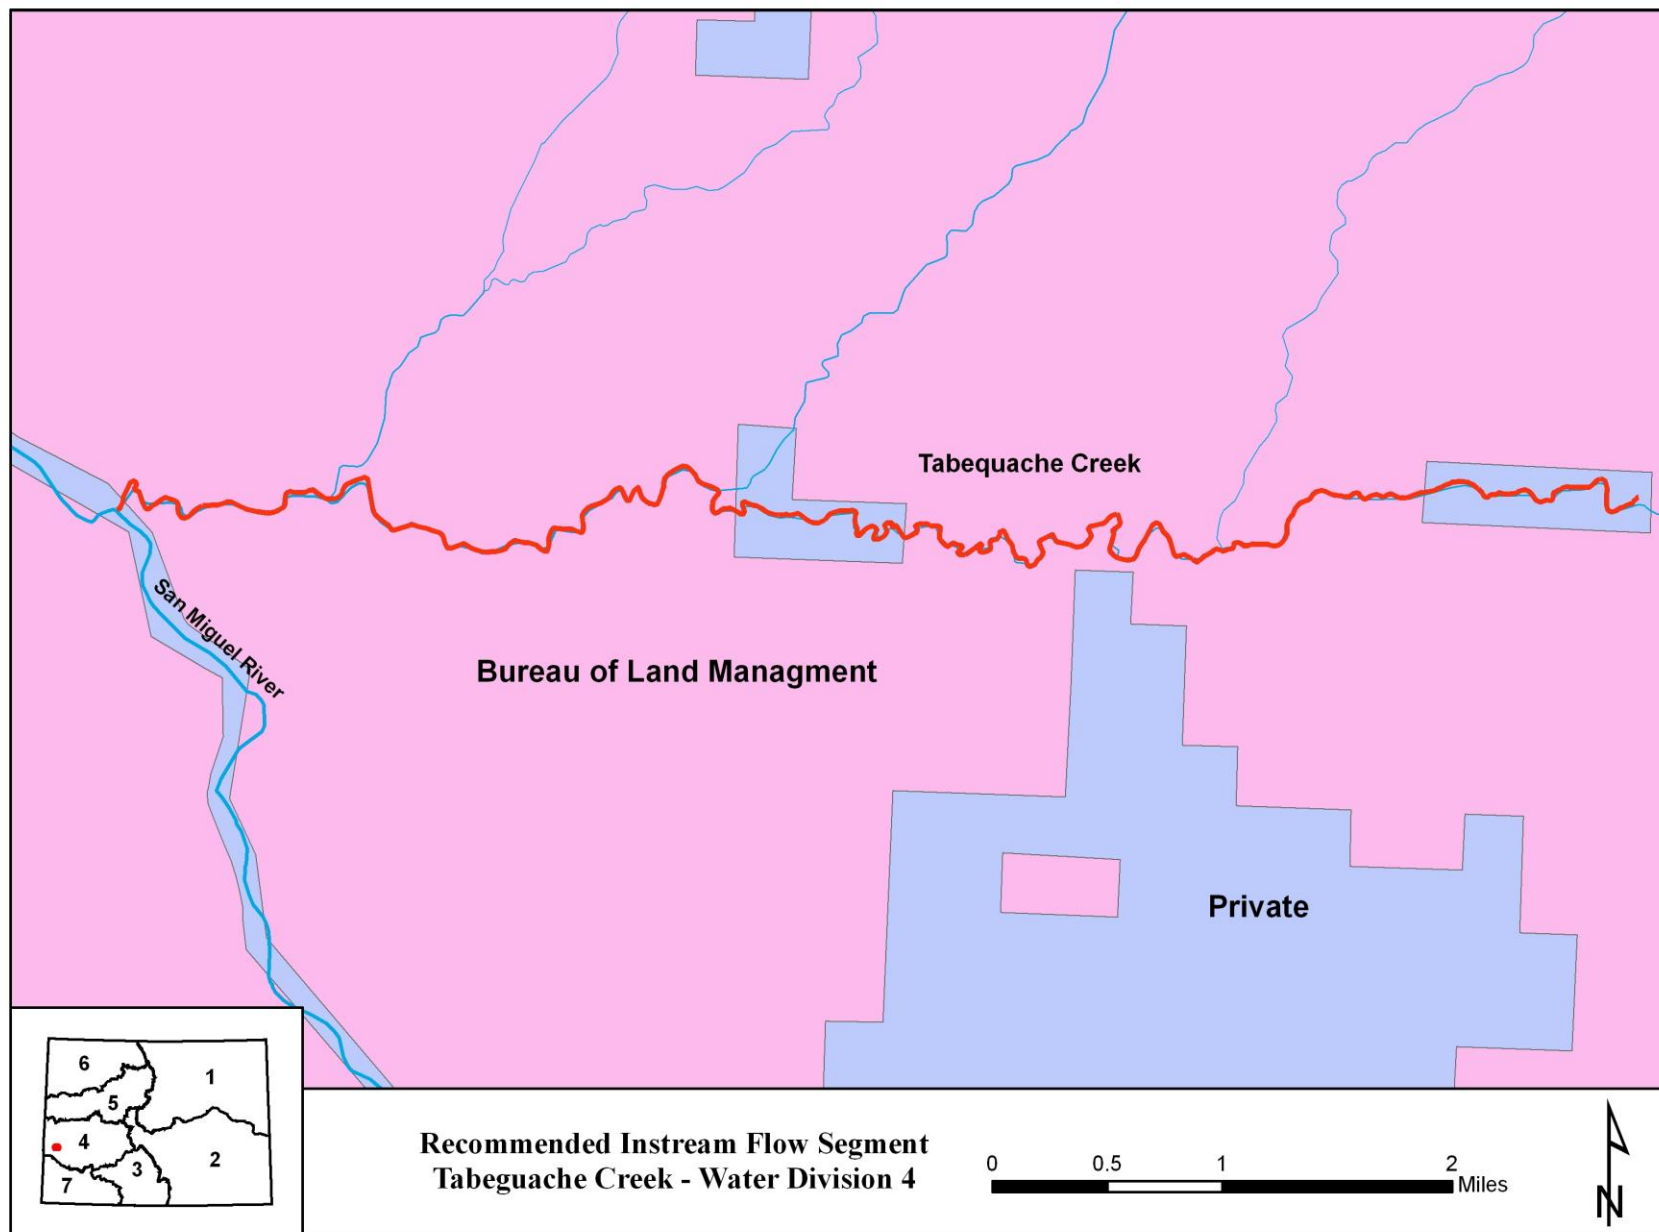 Tabequache Creek
San Miguel River
Bureau of Land Managment
Private
6
1
5
4
2
3
7
Recommended Instream Flow Segment
Tabeguache Creek - Water Division 4
0 0.5 1 2
Miles
N